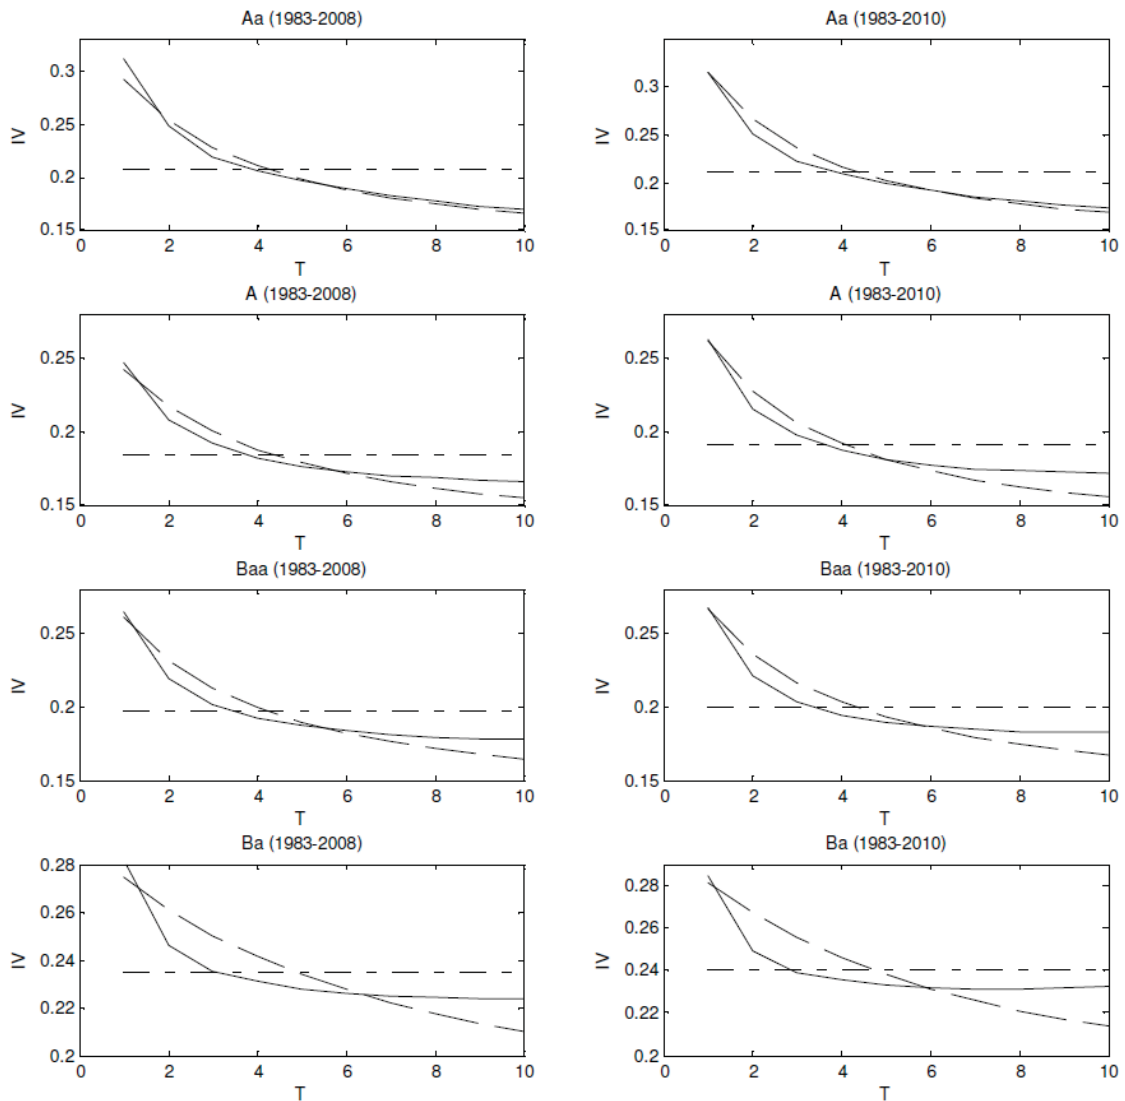 Aa (1983-2008)
IV
0.3
0.25
0.2
0.15
0 2 4 6 8 10
T
Aa (1983-2010)
IV
0.3
0.25
0.2
0.15
0 2 4 6 8 10
T
A (1983-2008)
IV
0.25
0.2
0.15
0 2 4 6 8 10
T
A (1983-2010)
IV
0.25
0.2
0.15
0 2 4 6 8 10
T
Baa (1983-2008)
IV
0.25
0.2
0.15
0 2 4 6 8 10
T
Baa (1983-2010)
IV
0.25
0.2
0.15
0 2 4 6 8 10
T
Ba (1983-2008)
IV
0.28
0.26
0.24
0.22
0.2
0 2 4 6 8 10
T
Ba (1983-2010)
IV
0.28
0.26
0.24
0.22
0.2
0 2 4 6 8 10
T